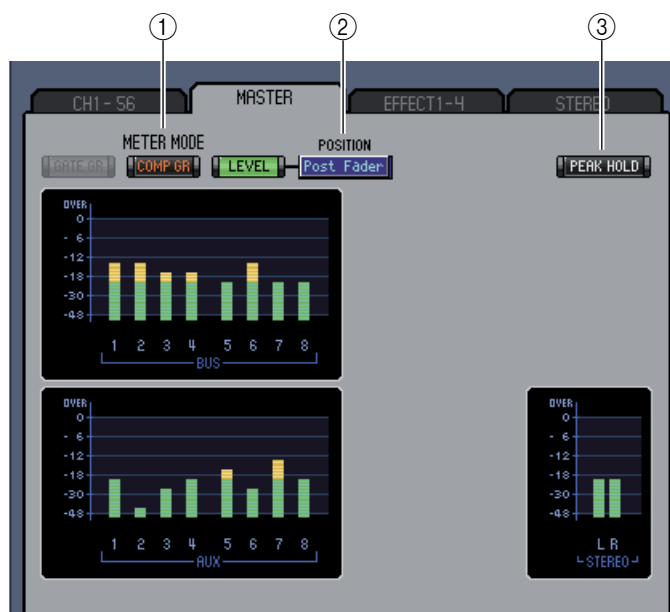 ① ② ③
CH1 - 56 MASTER EFFECT1-4 STEREO
METER MODE POSITION
GATE GR COMP GR LEVEL Post Fader PEAK HOLD
OVER
0
- 6
-12
-18
-30
-48
1 2 3 4 5 6 7 8
BUS
OVER
0
- 6
-12
-18
-30
-48
1 2 3 4 5 6 7 8
AUX
OVER
0
- 6
-12
-18
-30
-48
L R
STEREO